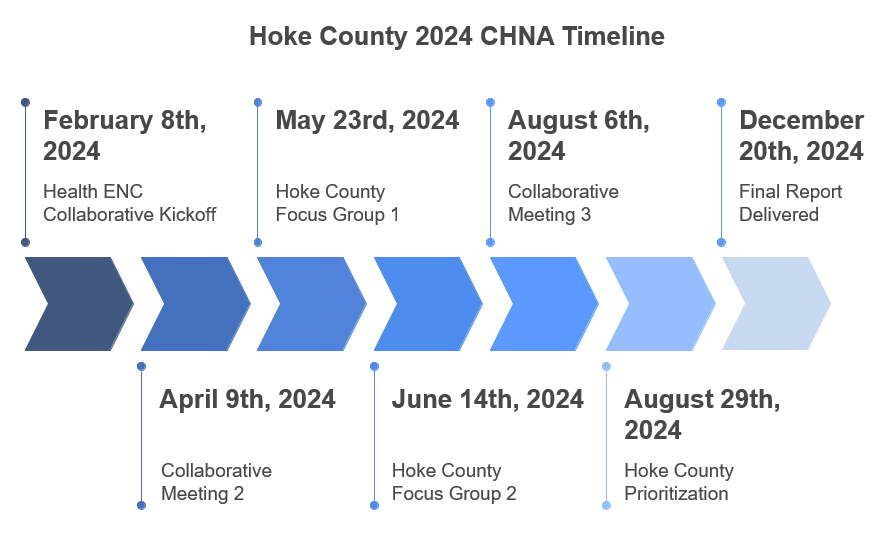 Hoke County 2024 CHNA Timeline
February 8th,
2024
Health ENC
Collaborative Kickoff
May 23rd, 2024
Hoke County
Focus Group 1
August 6th,
2024
Collaborative
Meeting 3
December
20th, 2024
Final Report
Delivered
April 9th, 2024
Collaborative
Meeting 2
June 14th, 2024
Hoke County
Focus Group 2
August 29th,
2024
Hoke County
Prioritization